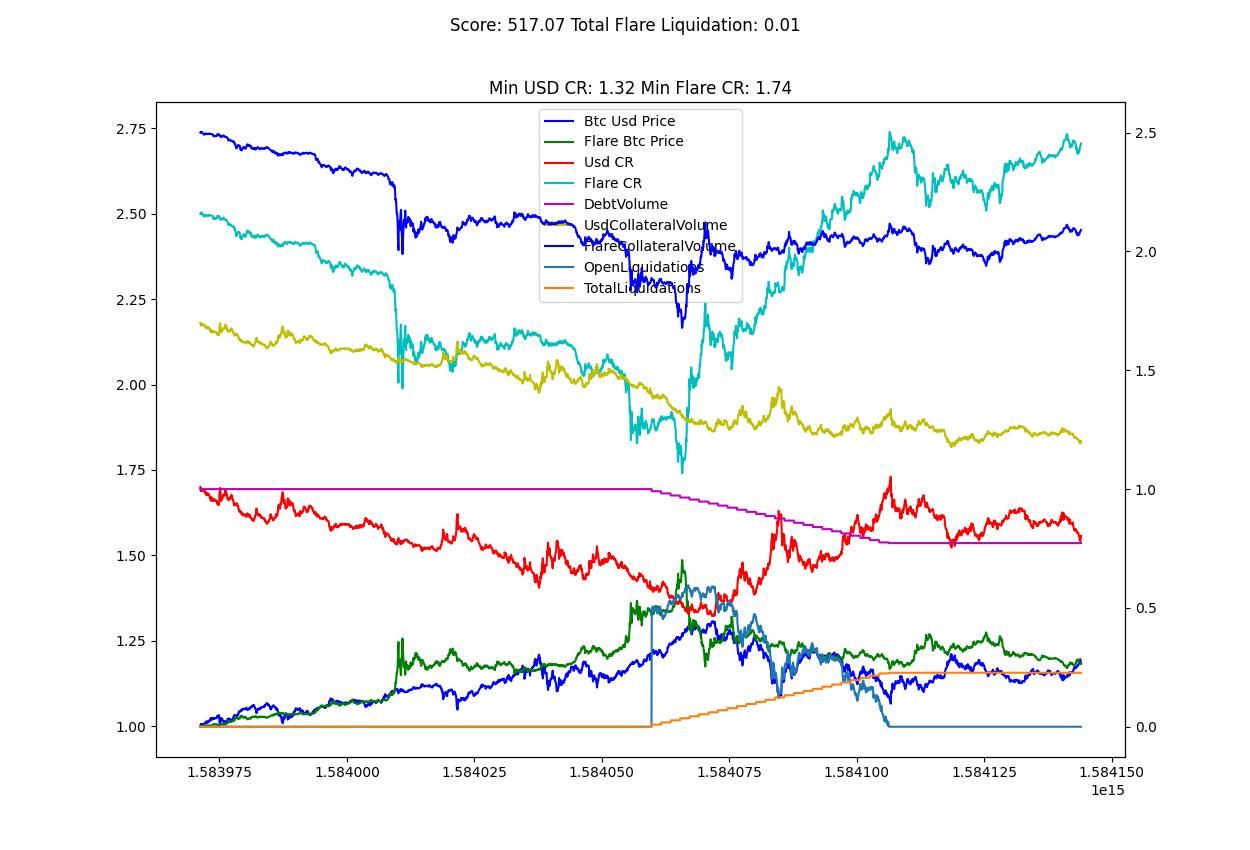 Score: 517.07 Total Flare Liquidation: 0.01
Min USD CR: 1.32 Min Flare CR: 1.74
Btc Usd Price
Flare Btc Price
Usd CR
Flare CR
DebtVolume
UsdCollateralVolume
FlareCollateralVolume
OpenLiquidations
TotalLiquidations
2.75
2.50
2.25
2.00
1.75
1.50
1.25
1.00
2.5
2.0
1.5
1.0
0.5
0.0
1.583975 1.584000 1.584025 1.584050 1.584075 1.584100 1.584125 1.584150
1e15